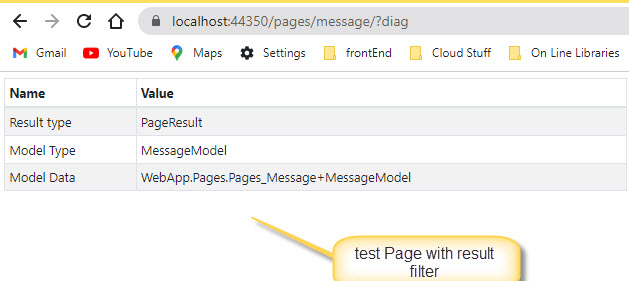 localhost:44350/pages/message/?diag
Gmail YouTube Maps Settings frontEnd Cloud Stuff On Line Libraries
Name Value
Result type PageResult
Model Type MessageModel
Model Data WebApp.Pages.Pages_Message+MessageModel
test Page with result
filter